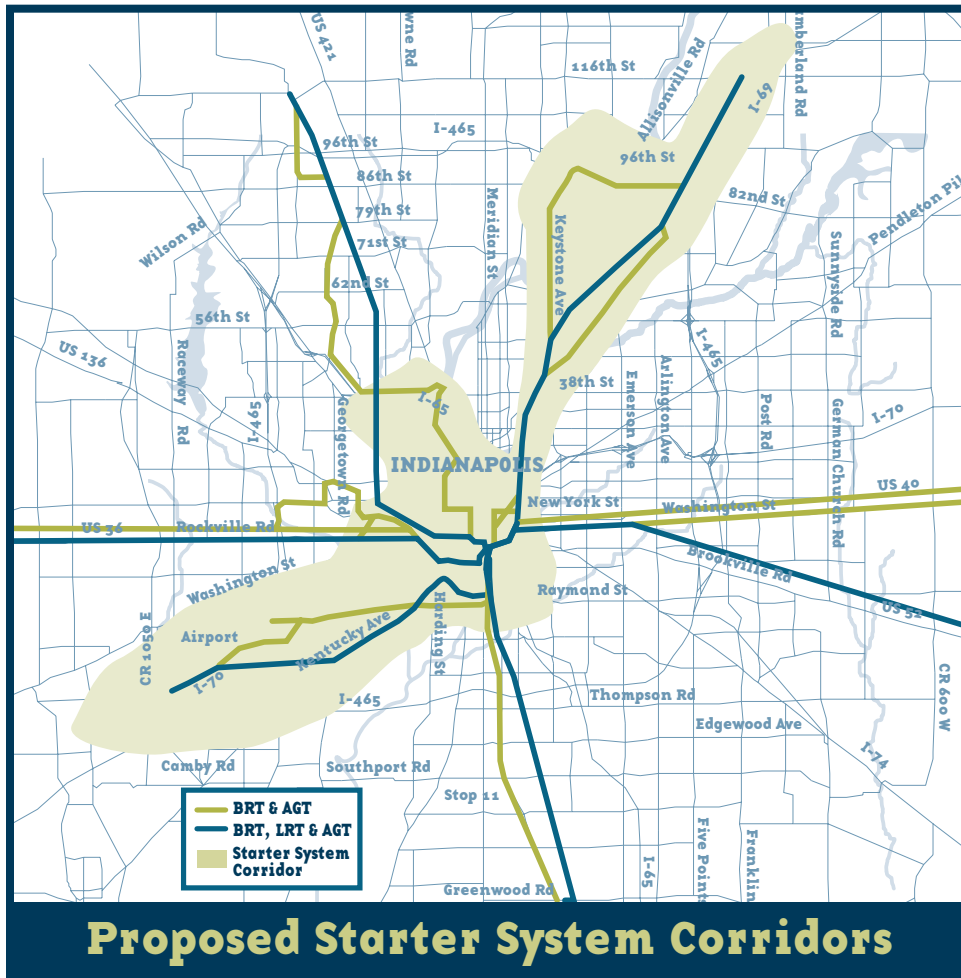 US 421
wne Rd
116th St
Allisonville Rd
I-69
mberland Rd
I-465
96th St
96th St
86th St
82nd St
Pendleton Pik
79th St
Meridian St
Keystone Ave
71st St
Wilson Rd
Sunnyside Rd
62nd St
56th St
US 136
I-465
Raceway Rd
38th St
Emerson Ave
Arlington Ave
Post Rd
German Church Rd
I-70
I-465
Georgetown Rd
I-65
INDIANAPOLIS
US 40
New York St
Washington St
US 36
Rockville Rd
Brookville Rd
Washington St
Raymond St
US 52
CR 1050 E
Airport
Kentucky Ave
Harding St
I-70
I-465
Thompson Rd
CR 600 W
Edgewood Ave
I-74
Camby Rd
Southport Rd
Stop 11
BRT & AGT
BRT, LRT & AGT
Starter System
Corridor
Five Points
Franklin
I-65
Greenwood Rd
Proposed Starter System Corridors